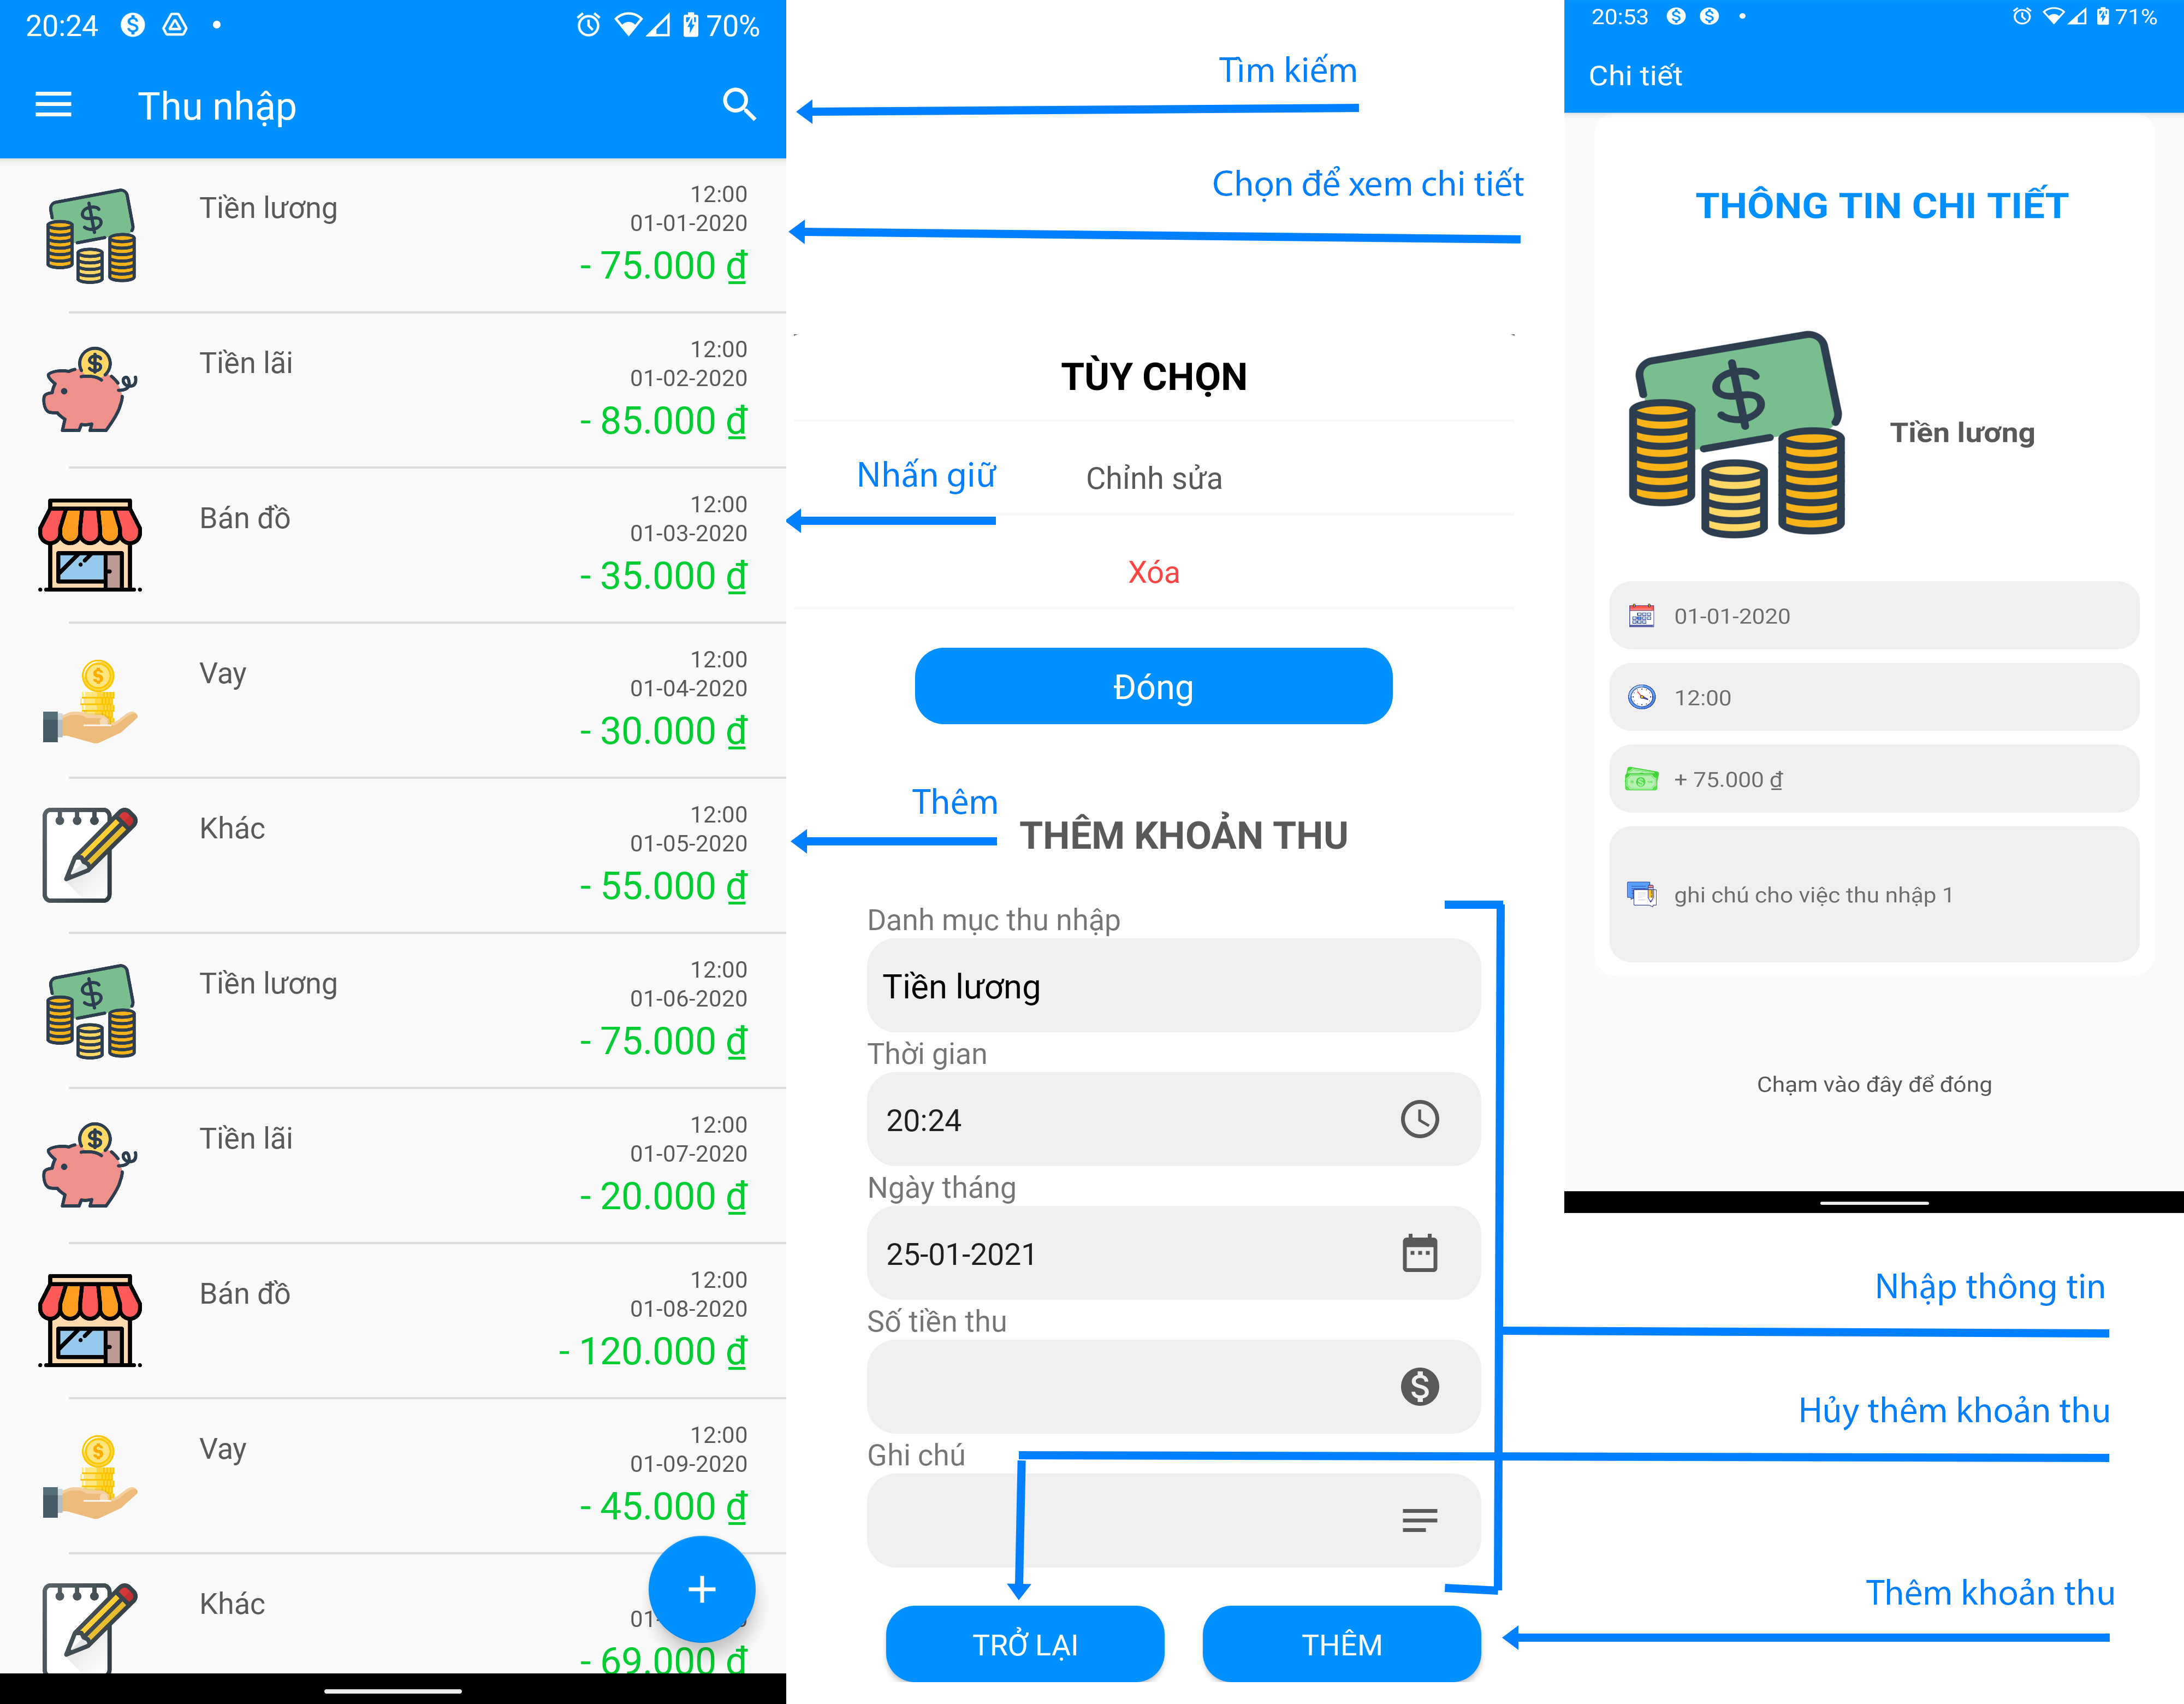 20:24
70%
Thu nhập
Tiền lương
12:00
01-01-2020
- 75.000 ₫
Tiền lãi
12:00
01-02-2020
- 85.000 ₫
Bán đồ
12:00
01-03-2020
- 35.000 ₫
Vay
12:00
01-04-2020
- 30.000 ₫
Khác
12:00
01-05-2020
- 55.000 ₫
Tiền lương
12:00
01-06-2020
- 75.000 ₫
Tiền lãi
12:00
01-07-2020
- 20.000 ₫
Bán đồ
12:00
01-08-2020
- 120.000 ₫
Vay
12:00
01-09-2020
- 45.000 ₫
Khác
- 69.000 ₫
Tìm kiếm
Chọn để xem chi tiết
TÙY CHỌN
Nhấn giữ
Chỉnh sửa
Xóa
Đóng
Thêm
THÊM KHOẢN THU
Danh mục thu nhập
Tiền lương
Thời gian
20:24
Ngày tháng
25-01-2021
Số tiền thu
Ghi chú
TRỞ LẠI
THÊM
20:53
71%
Chi tiết
THÔNG TIN CHI TIẾT
Tiền lương
01-01-2020
12:00
+ 75.000 ₫
ghi chú cho việc thu nhập 1
Chạm vào đây để đóng
Nhập thông tin
Hủy thêm khoản thu
Thêm khoản thu